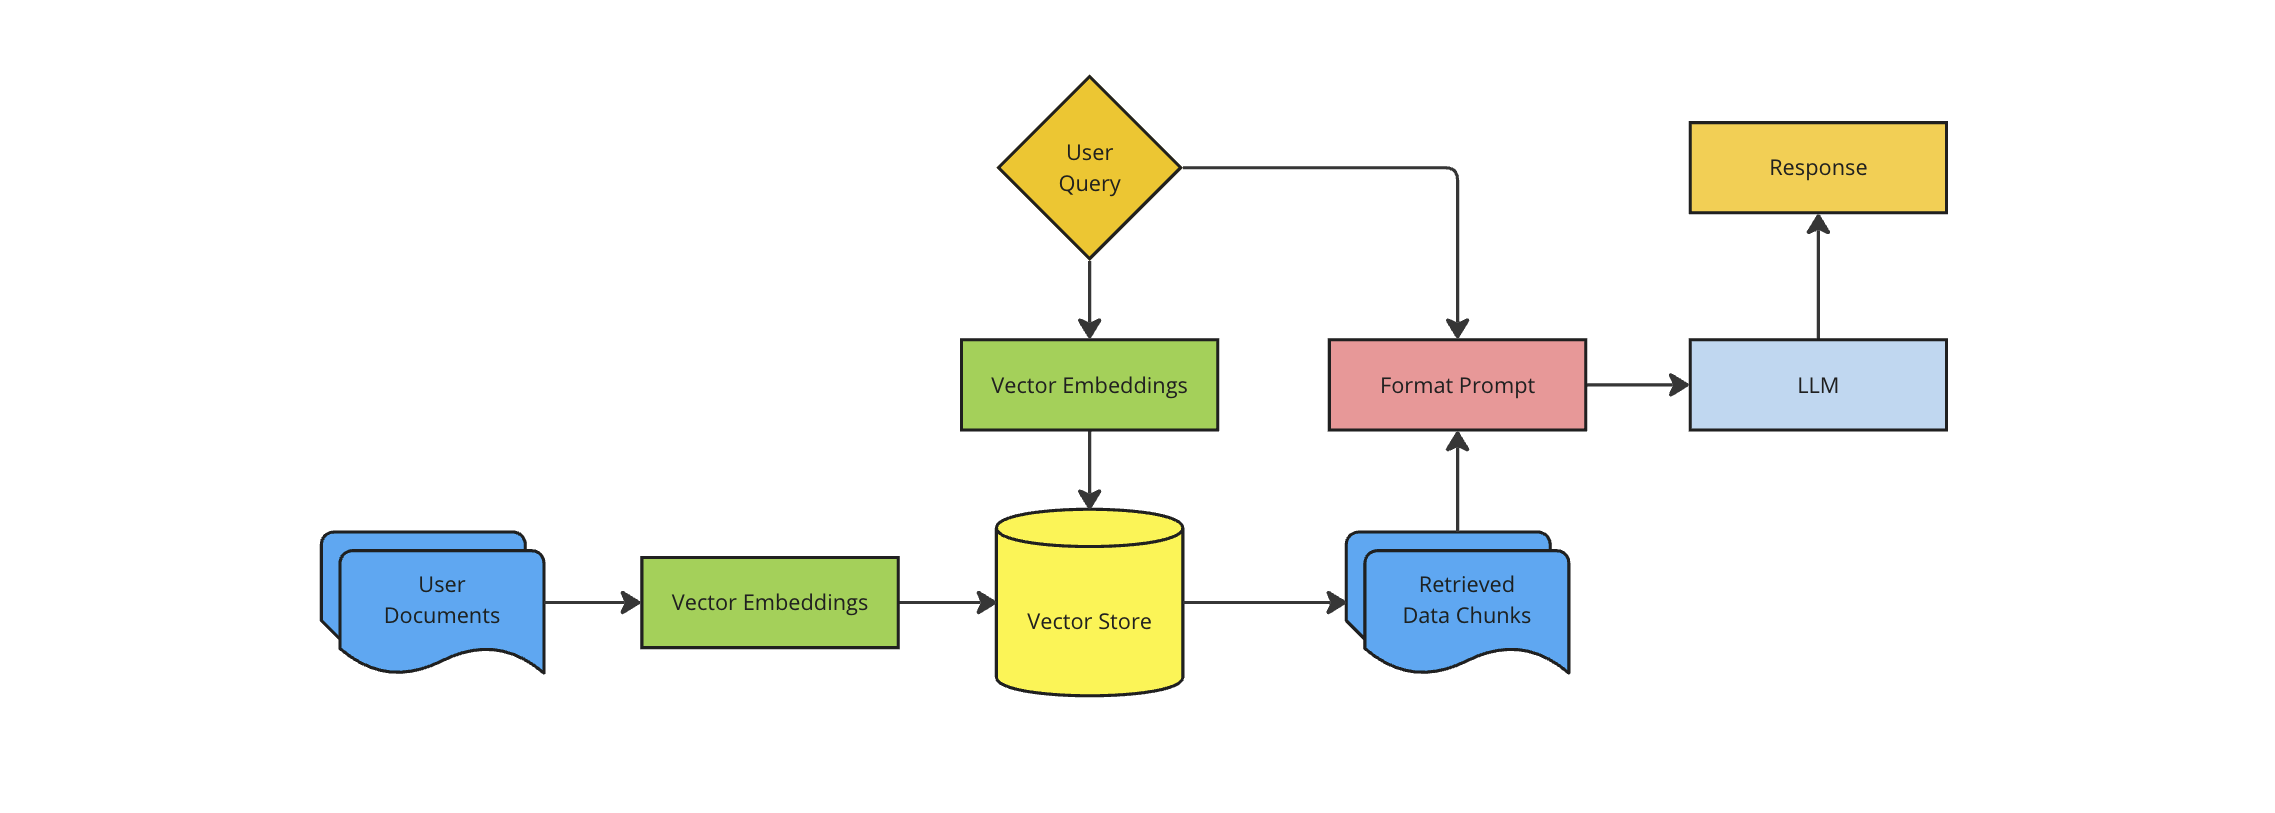 User
Query
Response
Vector Embeddings
Format Prompt
LLM
User
Documents
Vector Embeddings
Vector Store
Retrieved
Data Chunks